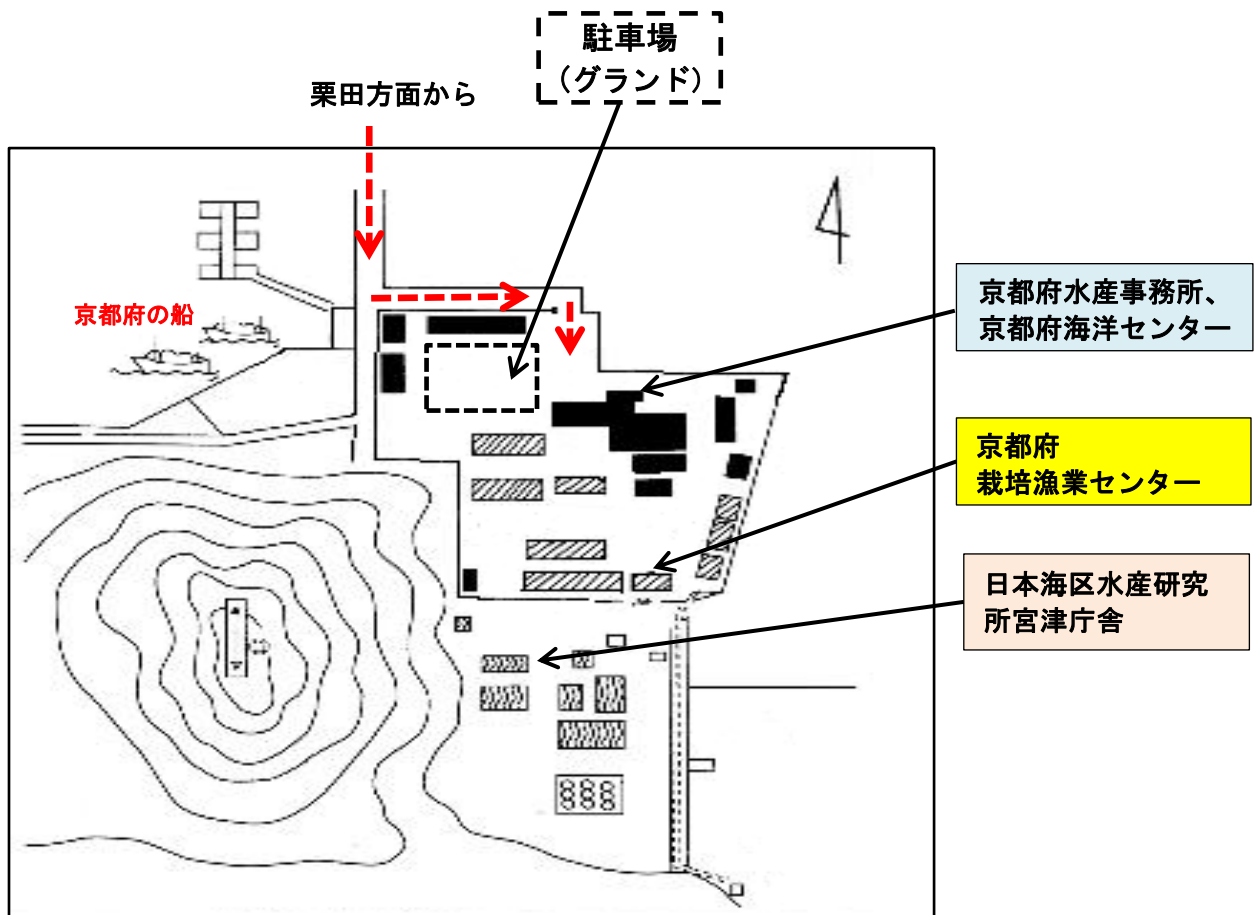 駐車場
(グランド)
栗田方面から
京都府の船
京都府水産事務所、
京都府海洋センター
京都府
栽培漁業センター
日本海区水産研究
所宮津庁舎